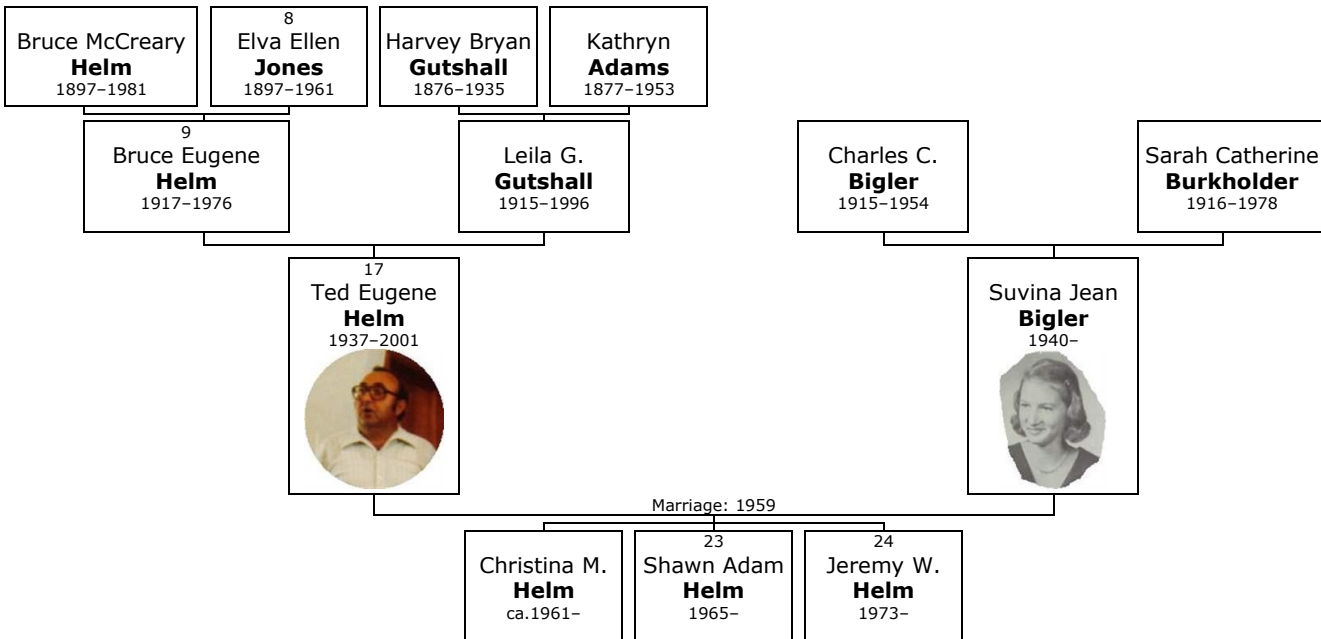 Bruce McCreary
Helm
1897–1981
8
Elva Ellen
Jones
1897–1961
Harvey Bryan
Gutshall
1876–1935
Kathryn
Adams
1877–1953
9
Bruce Eugene
Helm
1917–1976
Leila G.
Gutshall
1915–1996
Charles C.
Bigler
1915–1954
Sarah Catherine
Burkholder
1916–1978
17
Ted Eugene
Helm
1937–2001
Suvina Jean
Bigler
1940–
Marriage: 1959
Christina M.
Helm
ca.1961–
23
Shawn Adam
Helm
1965–
24
Jeremy W.
Helm
1973–